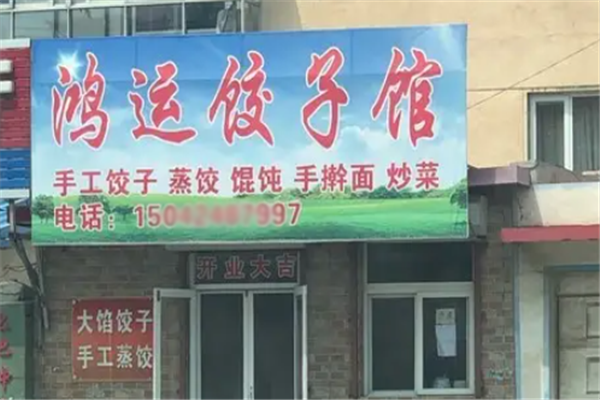 鸿运饺子馆
手工饺子 蒸饺 馄饨 手擀面 炒菜
电话：
开业大吉
大馅饺子
手工蒸饺